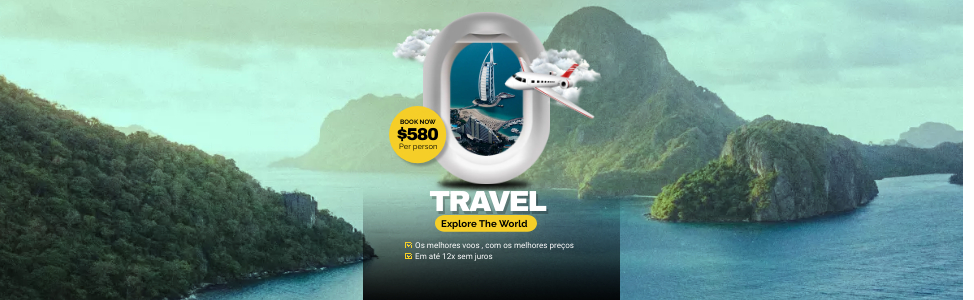 BOOK NOW
$580
Per person
TRAVEL
Explore The World
Os melhores voos , com os melhores preços
Em até 12x sem juros